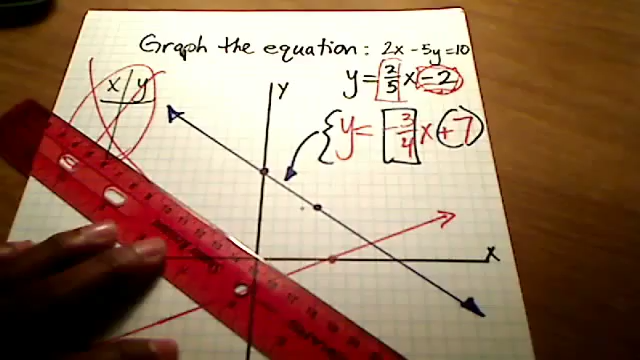 Graph the equation: 2x - 5y = 10
y = 2/5 x - 2
x y
Y
{ y = -3/4 x + 7
X